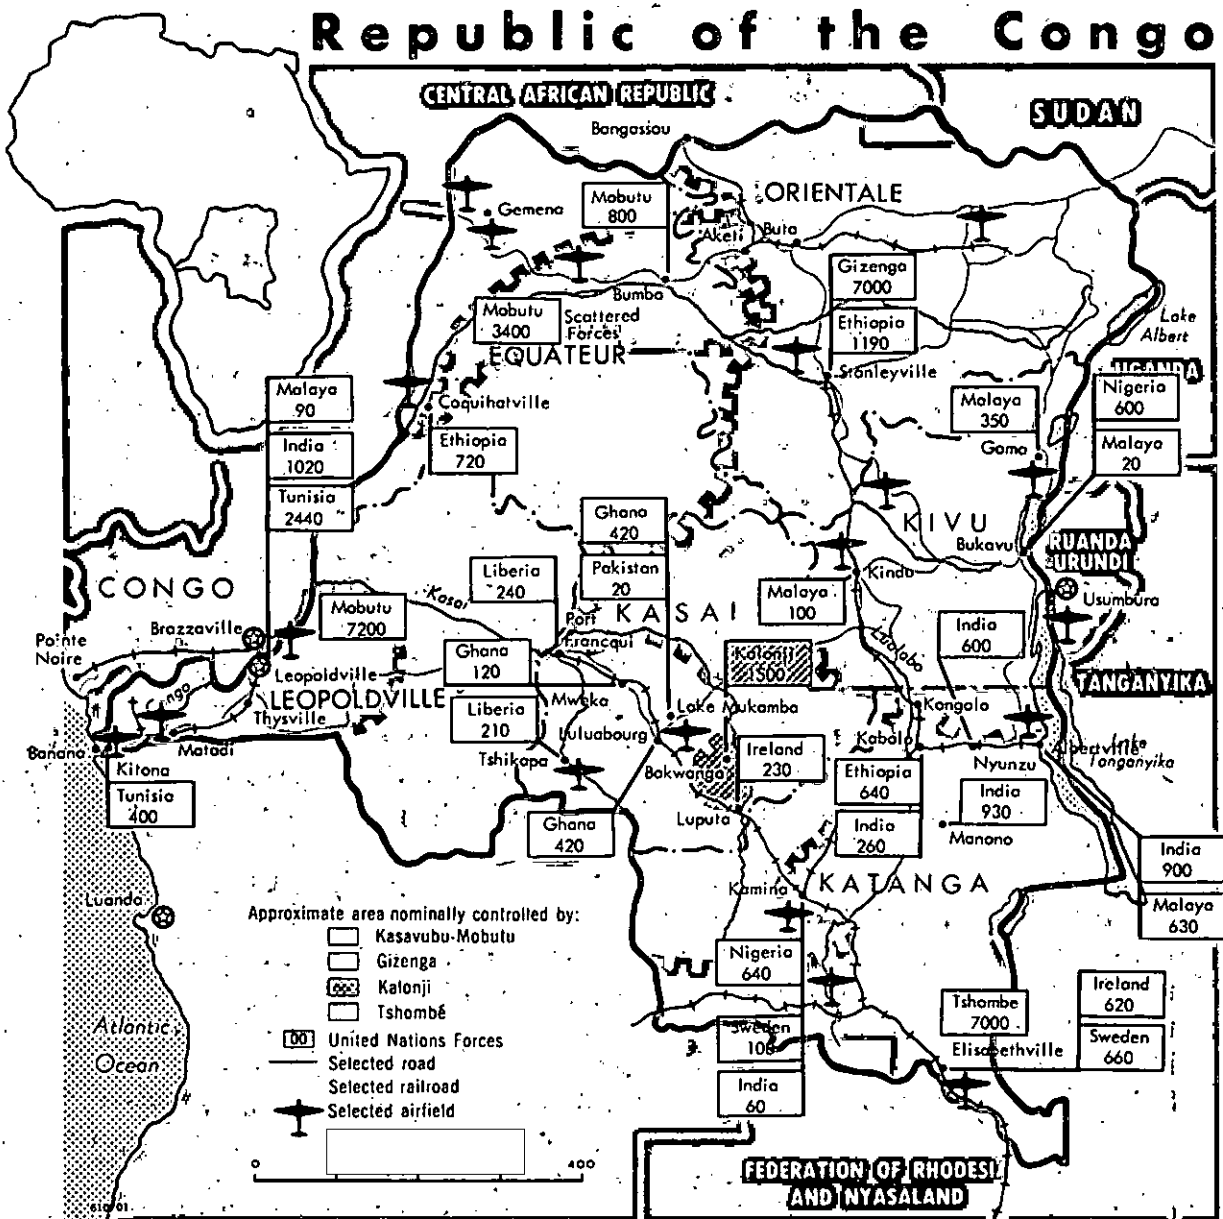 Republic of the Congo
CENTRAL AFRICAN REPUBLIC
SUDAN
Bangassou
ORIENTALE
Mobutu
800
Gemena
Aketi
Buta
Bumba
Gizenga
7000
Ethiopia
1190
Lake
Albert
Mobutu
3400
Scattered
Forces
EQUATEUR
Stanleyville
UGANDA
Malaya
90
India
1020
Tunisia
2440
Coquihatville
Ethiopia
720
Malaya
350
Goma
Nigeria
600
Malaya
20
Ghana
420
Pakistan
20
KIVU
Bukavu
RUANDA
URUNDI
Usumbura
CONGO
Liberia
240
Kasai
KASAI
Malaya
100
Kindu
Mobutu
7200
Brazzaville
Pointe
Noire
Port
Francqui
Ghana
120
Kalonji
1500
Lualaba
India
600
TANGANYIKA
Leopoldville
LEOPOLDVILLE
Congo
Thysville
Liberia
210
Mweka
Lake Mukamba
Kongolo
Banana
Matadi
Kitona
Tunisia
400
Luluabourg
Tshikapa
Bakwanga
Ireland
230
Kabalo
Nyunzu
Albertville
Lake
Tanganyika
Ethiopia
640
India
260
India
930
Manono
Ghana
420
Luputa
India
900
Malaya
630
Kamina
KATANGA
Luanda
Nigeria
640
Sweden
100
India
60
Tshombe
7000
Elisabethville
Ireland
620
Sweden
660
Atlantic
Ocean
Approximate area nominally controlled by:
Kasavubu-Mobutu
Gizenga
Kalonji
Tshombé
00 United Nations Forces
Selected road
Selected railroad
Selected airfield
0 400
FEDERATION OF RHODESI
AND NYASALAND